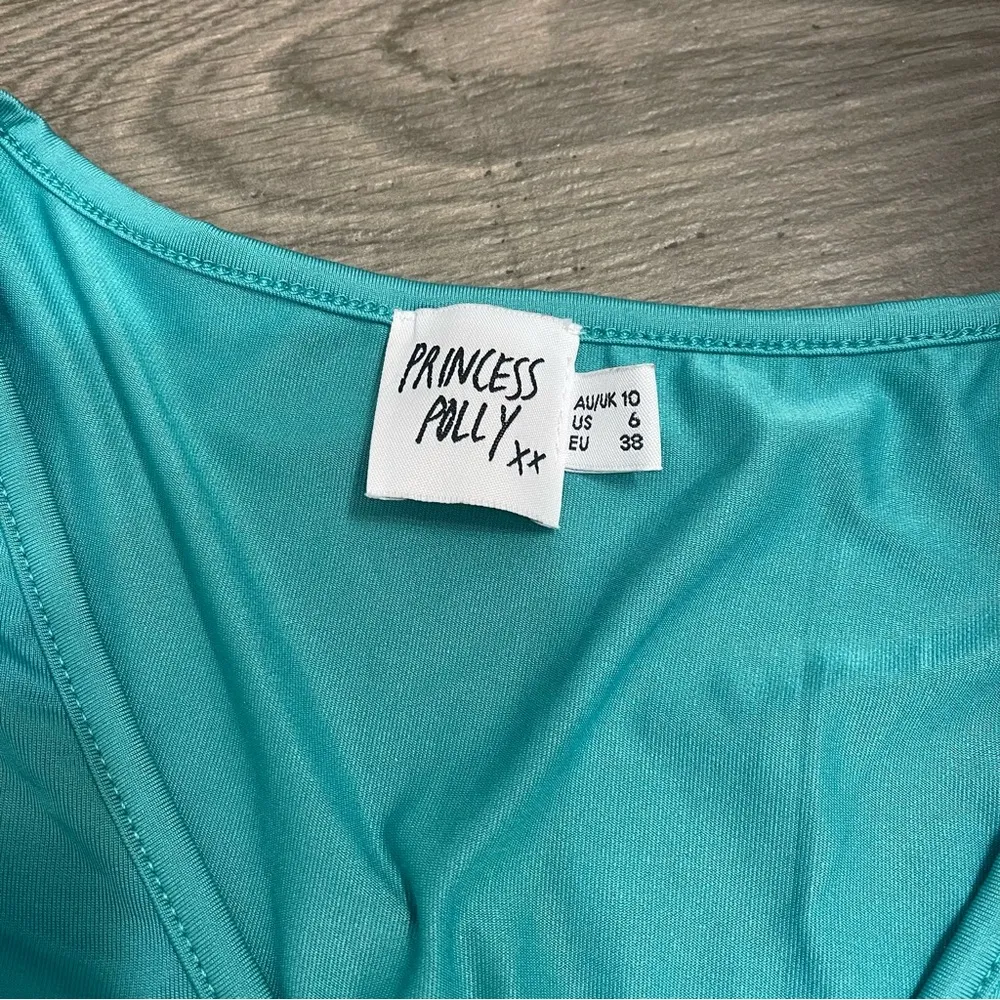 PRINCESS
POLLY xx
AU/UK 10
US 6
EU 38